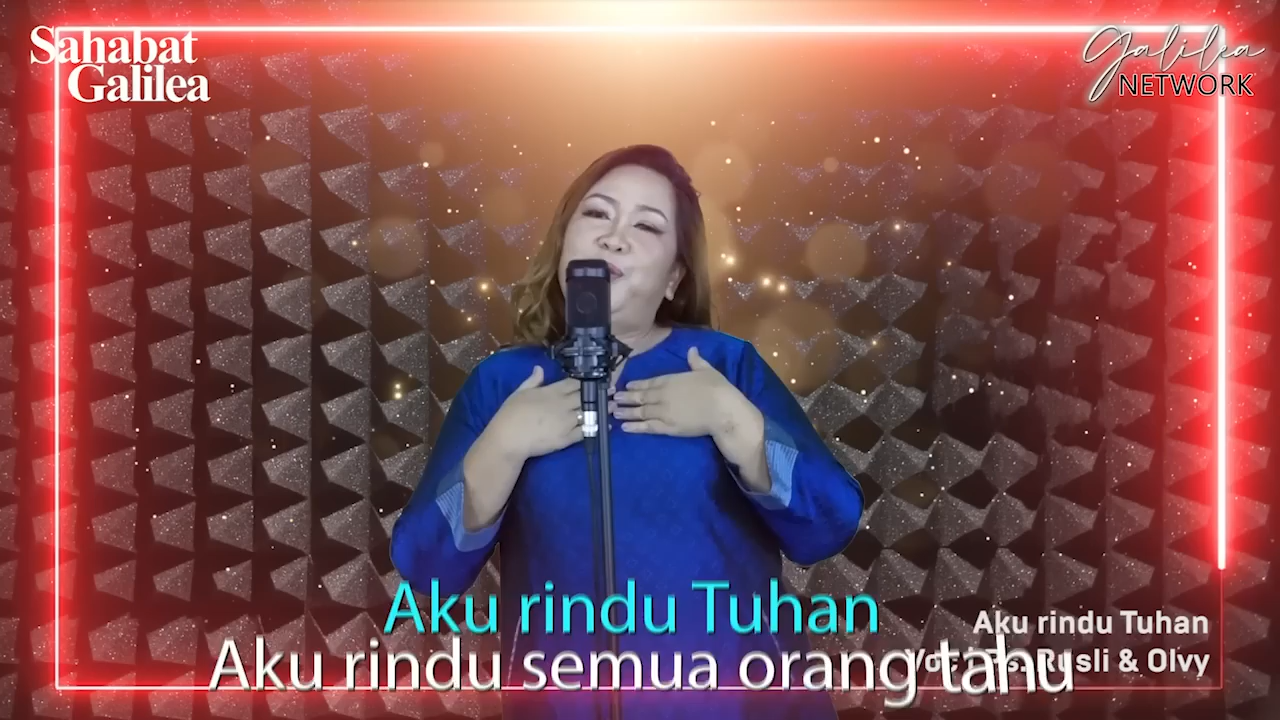 Sahabat
Galilea
Galilea
NETWORK
Aku rindu Tuhan
Aku rindu semua orang tahu
Aku rindu Tuhan
Rusli & Olvy